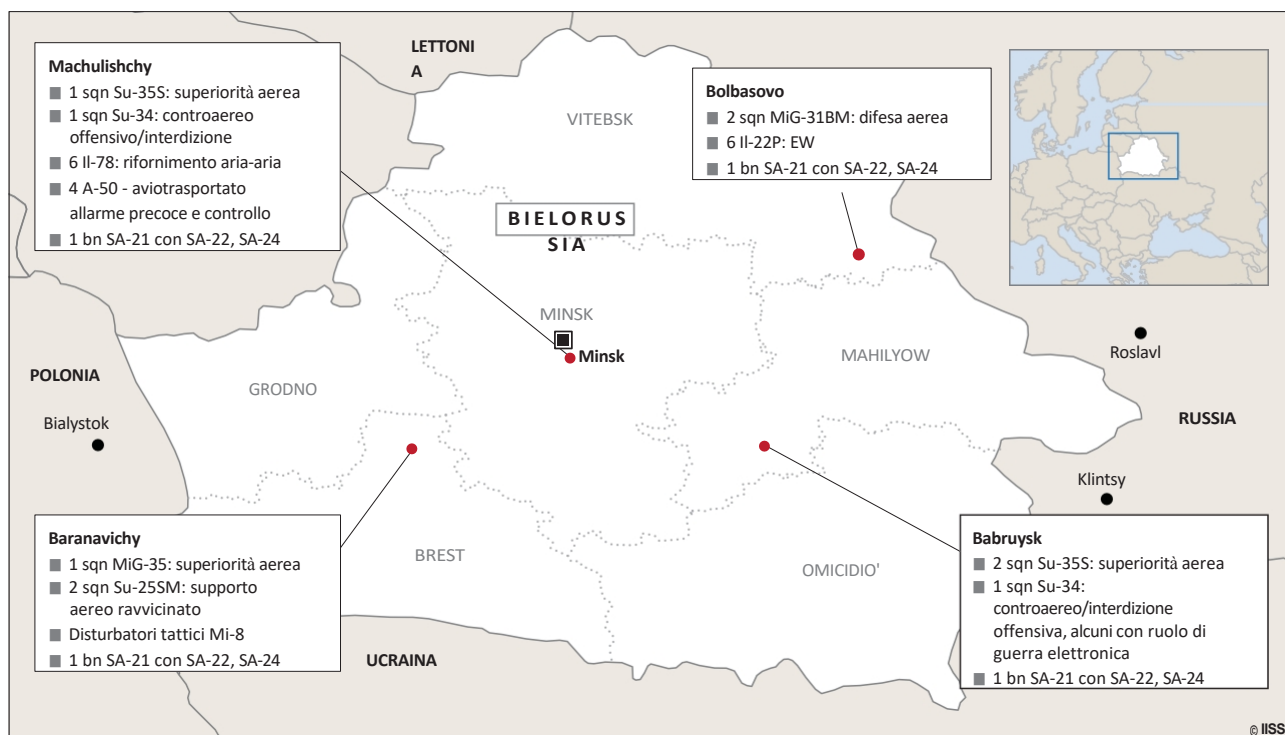 LETTONI
A
Machulishchy
■ 1 sqn Su-35S: superiorità aerea
■ 1 sqn Su-34: controaereo
offensivo/interdizione
■ 6 Il-78: rifornimento aria-aria
■ 4 A-50 - aviotrasportato
allarme precoce e controllo
■ 1 bn SA-21 con SA-22, SA-24
Bolbasovo
■ 2 sqn MiG-31BM: difesa aerea
■ 6 Il-22P: EW
■ 1 bn SA-21 con SA-22, SA-24
VITEBSK
BIELORUS
SIA
MINSK
Minsk
MAHILYOW
Roslavl
POLONIA
GRODNO
Bialystok
RUSSIA
Klintsy
Baranavichy
■ 1 sqn MiG-35: superiorità aerea
■ 2 sqn Su-25SM: supporto
aereo ravvicinato
■ Disturbatori tattici Mi-8
■ 1 bn SA-21 con SA-22, SA-24
BREST
OMICIDIO'
UCRAINA
Babruysk
■ 2 sqn Su-35S: superiorità aerea
■ 1 sqn Su-34:
controaereo/interdizione
offensiva, alcuni con ruolo di
guerra elettronica
■ 1 bn SA-21 con SA-22, SA-24
© IISS